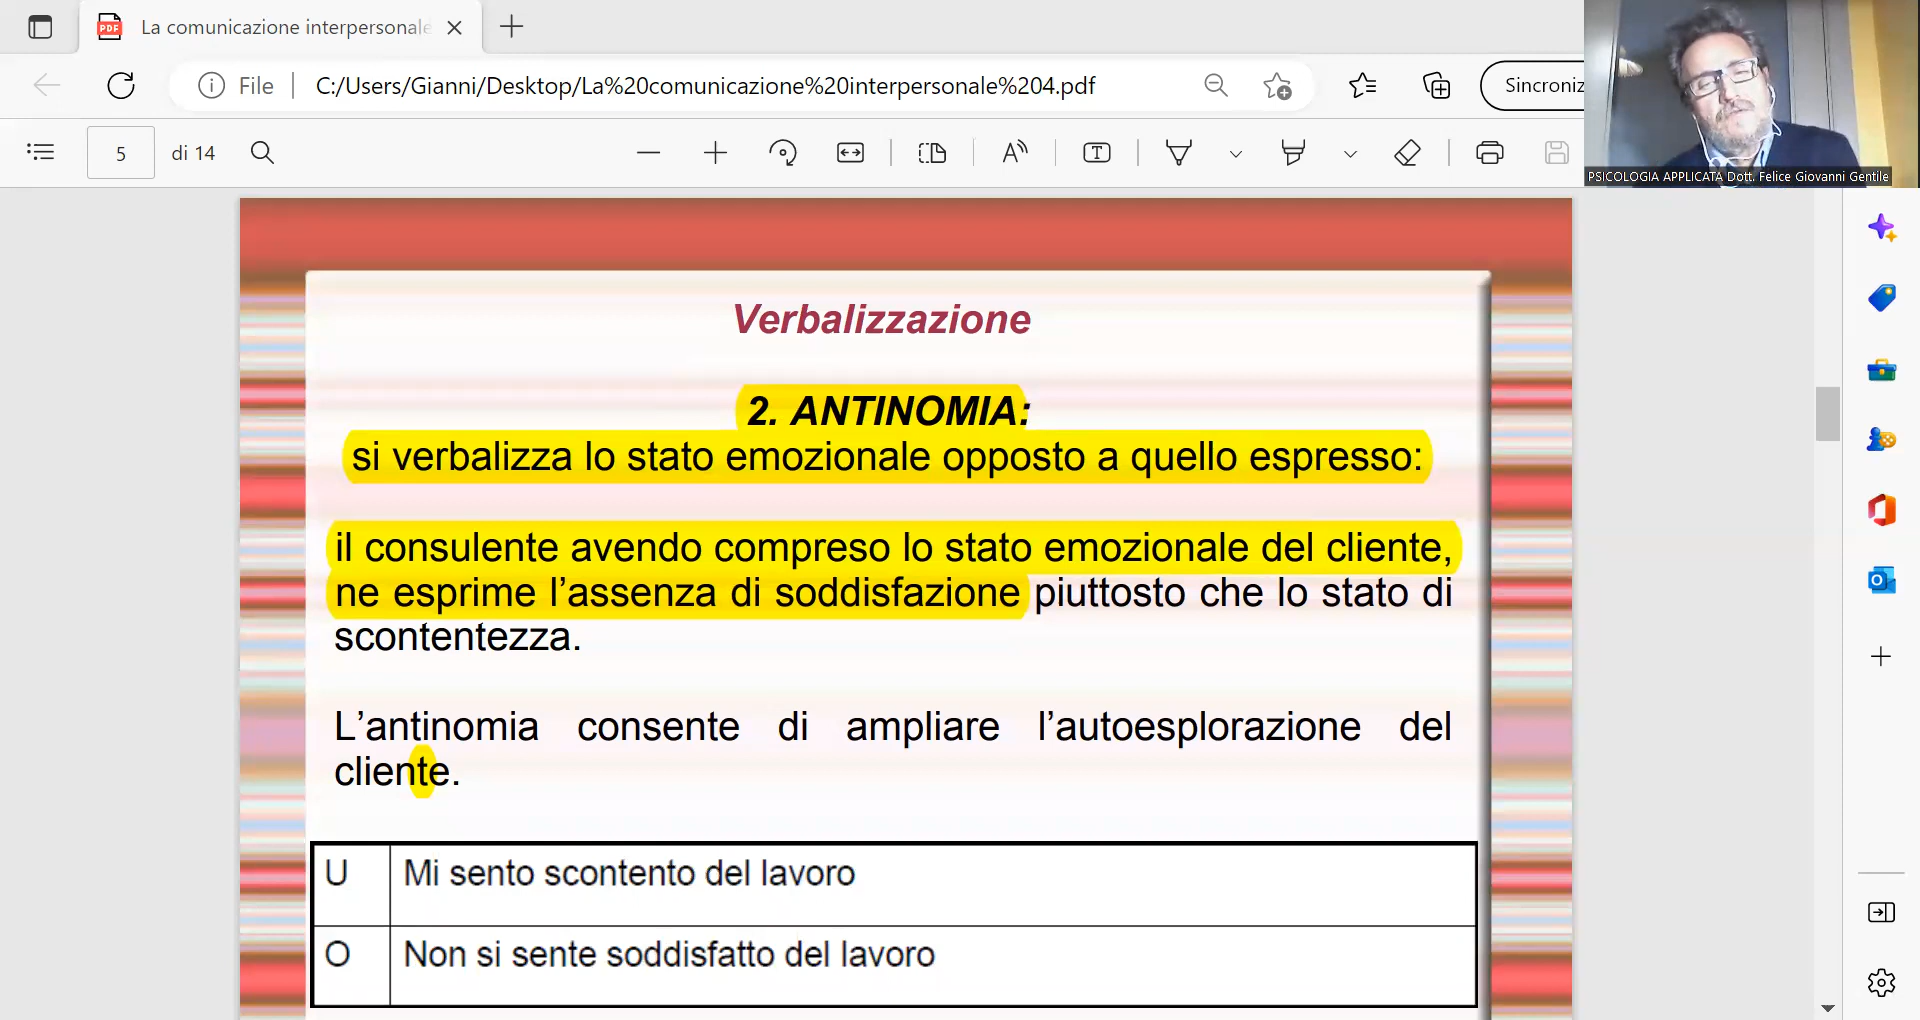 La comunicazione interpersonale
File
C:/Users/Gianni/Desktop/La%20comunicazione%20interpersonale%204.pdf
Sincroniz
5 di 14
PSICOLOGIA APPLICATA Dott. Felice Giovanni Gentile
Verbalizzazione
2. ANTINOMIA:
si verbalizza lo stato emozionale opposto a quello espresso:
il consulente avendo compreso lo stato emozionale del cliente,
ne esprime l’assenza di soddisfazione piuttosto che lo stato di
scontentezza.
L’antinomia consente di ampliare l’autoesplorazione del
cliente.
U Mi sento scontento del lavoro
O Non si sente soddisfatto del lavoro